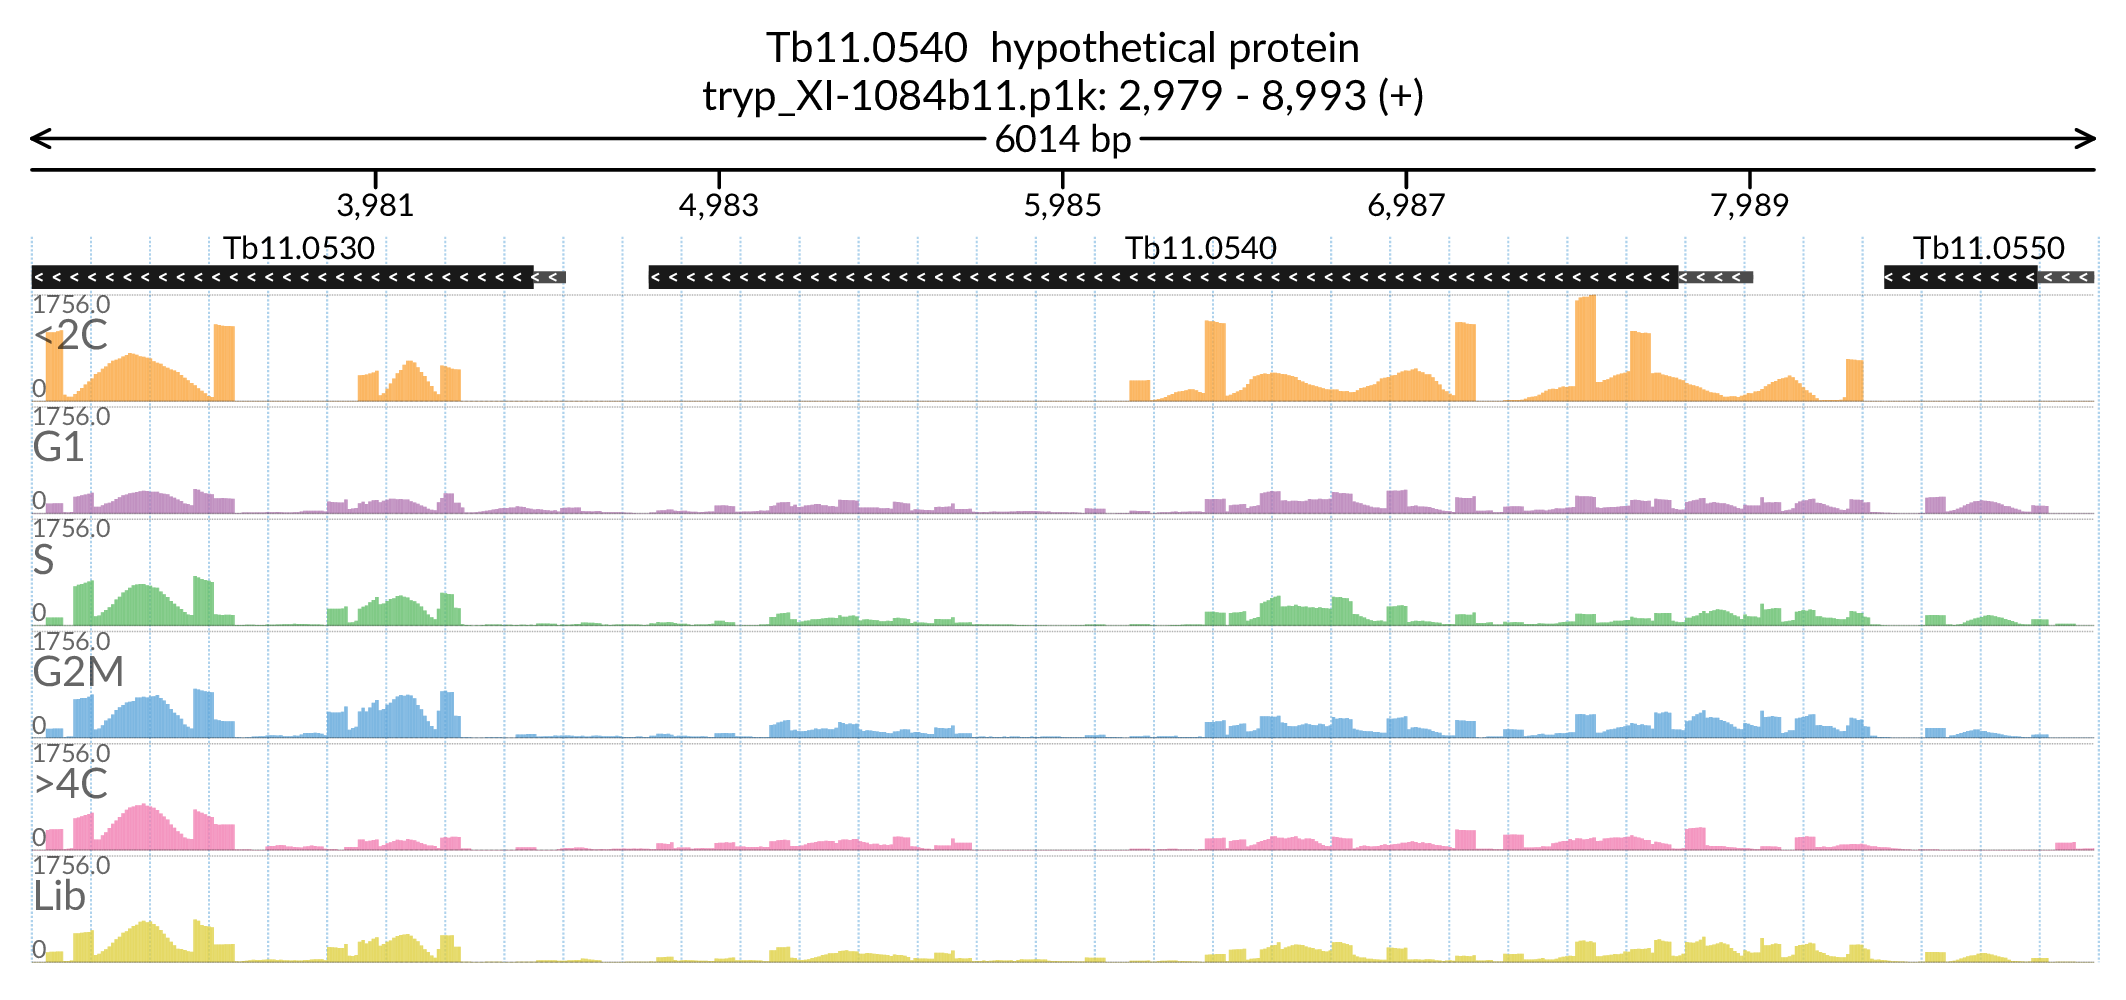 Tb11.0540 hypothetical protein
tryp_XI-1084b11.p1k: 2,979 - 8,993 (+)
6014 bp
3,981 4,983 5,985 6,987 7,989
Tb11.0530 Tb11.0540 Tb11.0550
1756.0
<2C
0
1756.0
G1
0
1756.0
S
0
1756.0
G2M
0
1756.0
>4C
0
1756.0
Lib
0